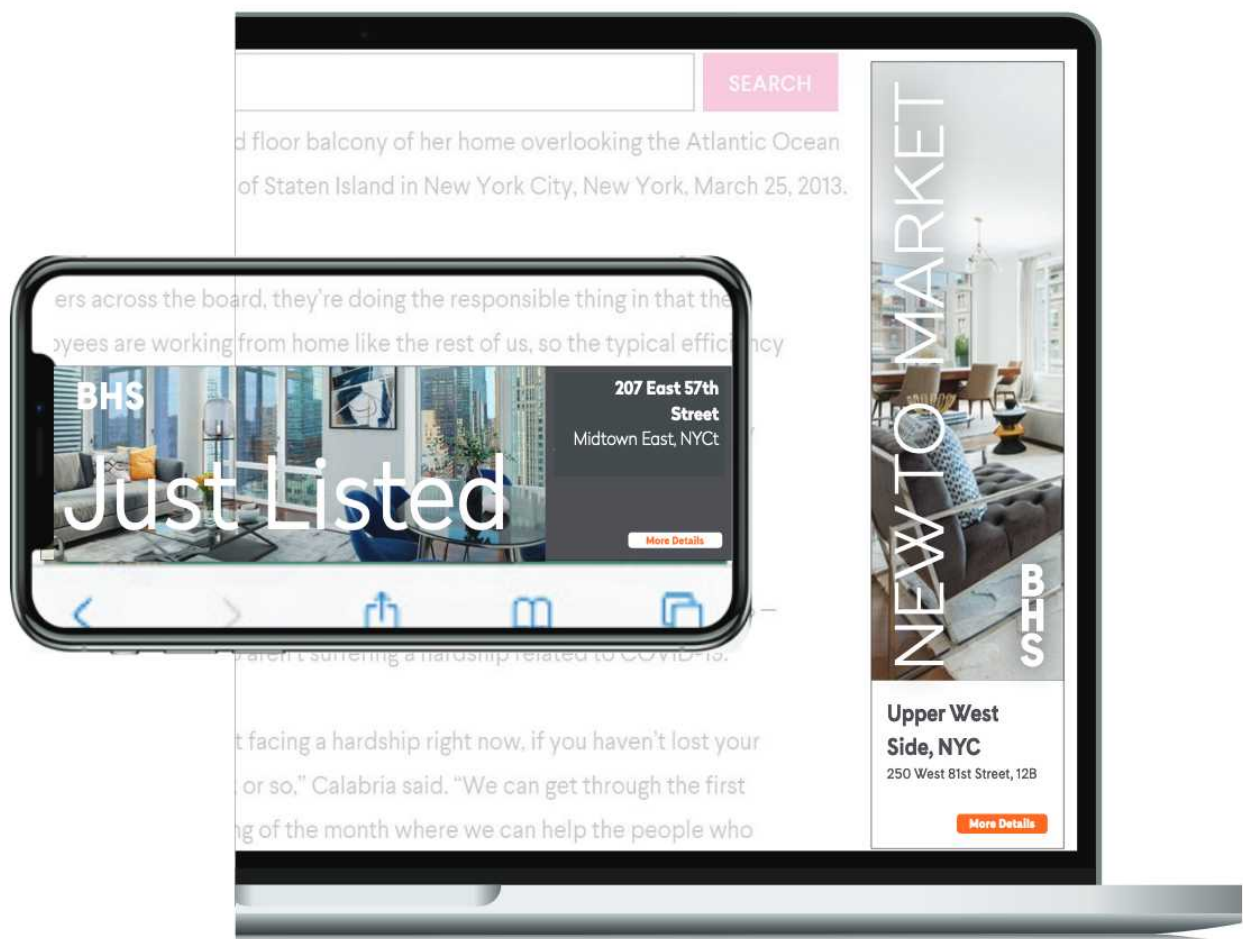 SEARCH
d floor balcony of her home overlooking the Atlantic Ocean
of Staten Island in New York City, New York, March 25, 2013.
ers across the board, they're doing the responsible thing in that the
oyees are working from home like the rest of us, so the typical efficiency
BHS
Just Listed
207 East 57th
Street
Midtown East, NYCt
More Details
aren't suffering a hardship related to COVID-19.
t facing a hardship right now, if you haven't lost your
or so," Calabria said. "We can get through the first
ng of the month where we can help the people who
NEW TO MARKET
BHS
Upper West
Side, NYC
250 West 81st Street, 12B
More Details